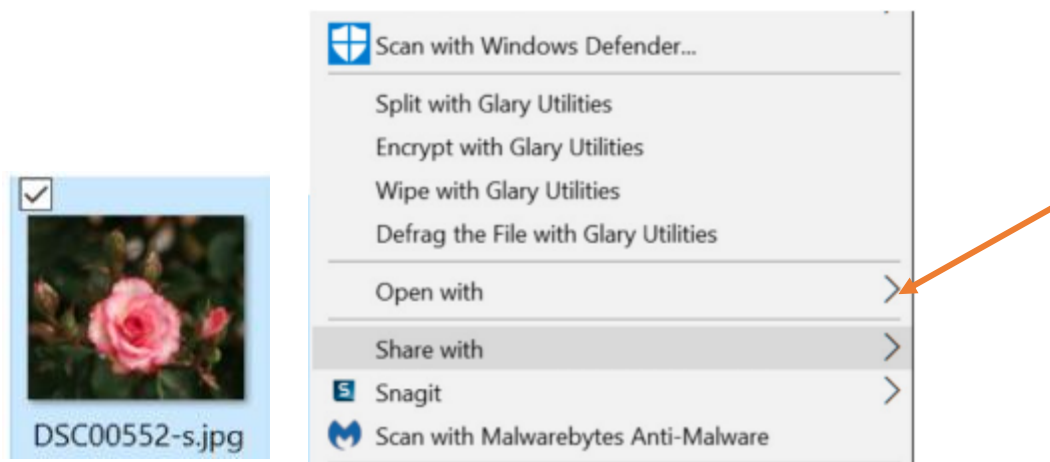 Scan with Windows Defender...
Split with Glary Utilities
Encrypt with Glary Utilities
Wipe with Glary Utilities
Defrag the File with Glary Utilities
Open with
Share with
Snagit
Scan with Malwarebytes Anti-Malware
DSC00552-s.jpg